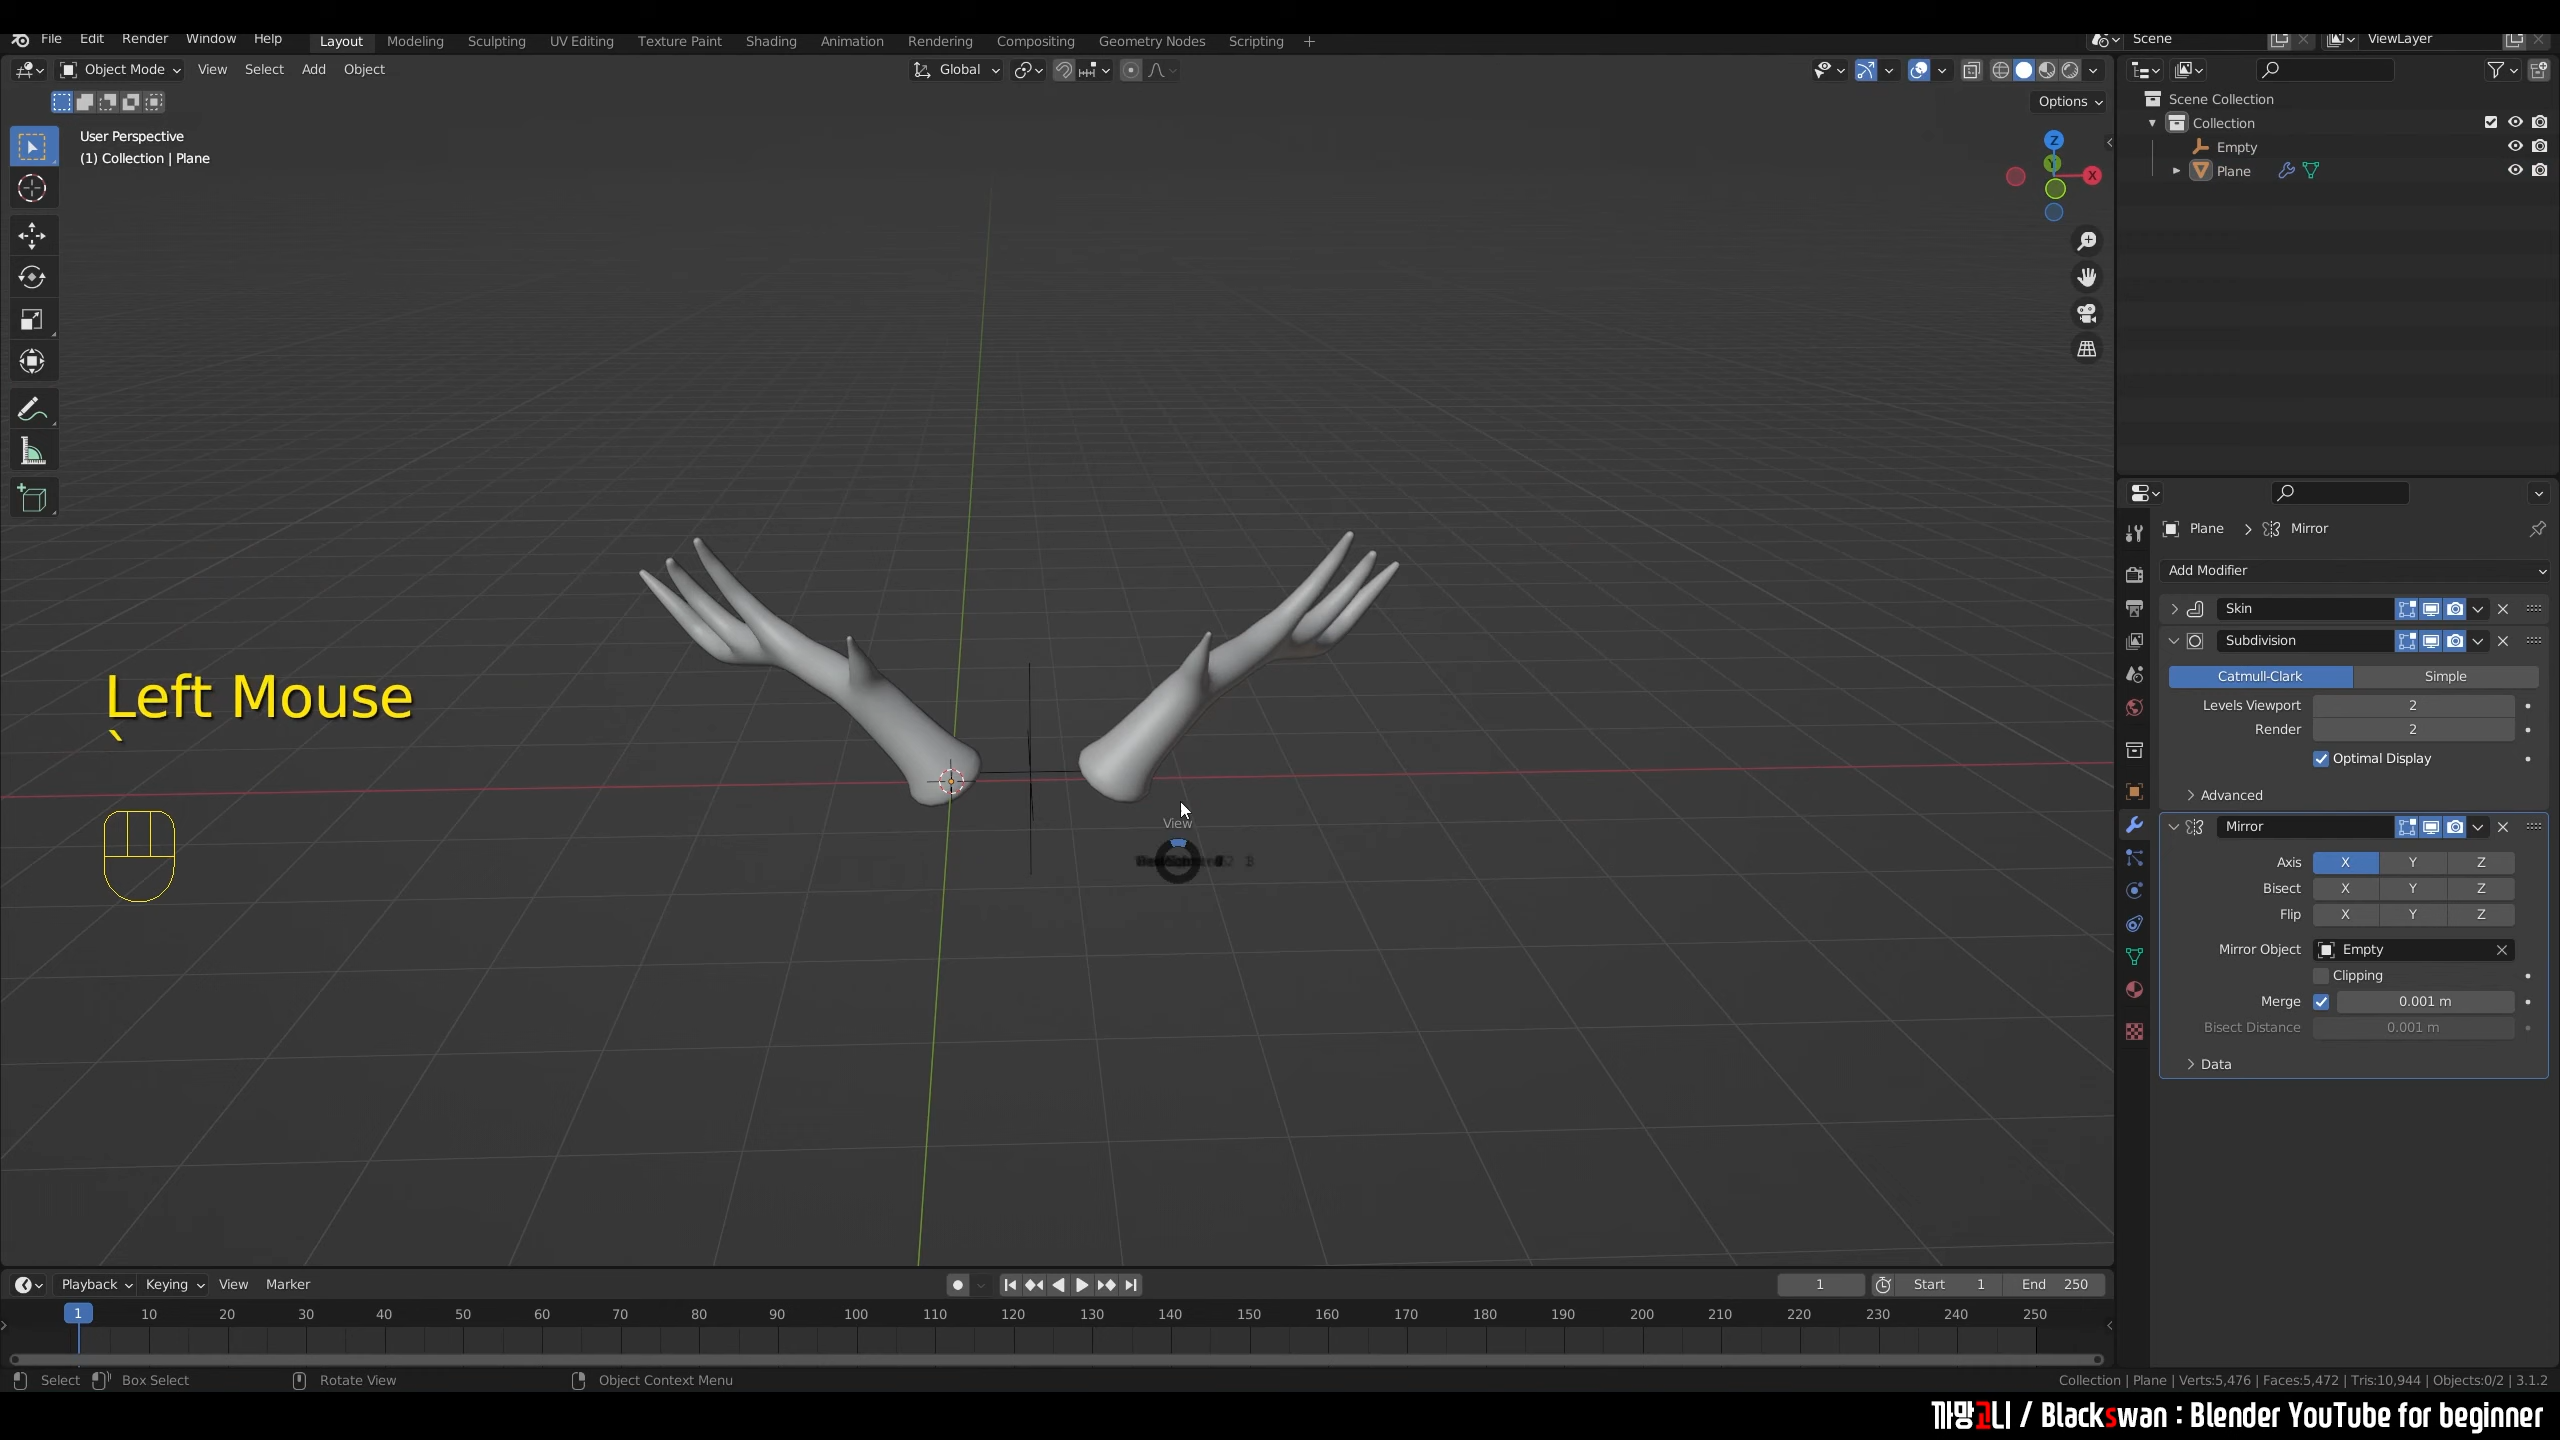 File Edit Render Window Help Layout Modeling Sculpting UV Editing Texture Paint Shading Animation Rendering Compositing Geometry Nodes Scripting + Scene ViewLayer
Object Mode View Select Add Object Global
Options
User Perspective
(1) Collection | Plane
Z
Y
X
Scene Collection
Collection
Empty
Plane
Plane > Mirror
Add Modifier
Skin
Subdivision
Catmull-Clark Simple
Levels Viewport 2
Render 2
Optimal Display
Advanced
Mirror
Axis X Y Z
Bisect X Y Z
Flip X Y Z
Mirror Object Empty
Clipping
Merge 0.001 m
Bisect Distance 0.001 m
Data
Left Mouse
`
View
Playback Keying View Marker 1 Start 1 End 250
1 10 20 30 40 50 60 70 80 90 100 110 120 130 140 150 160 170 180 190 200 210 220 230 240 250
Select Box Select Rotate View Object Context Menu Collection | Plane | Verts:5,476 | Faces:5,472 | Tris:10,944 | Objects:0/2 | 3.1.2
까망고니 / Blackswan : Blender YouTube for beginner